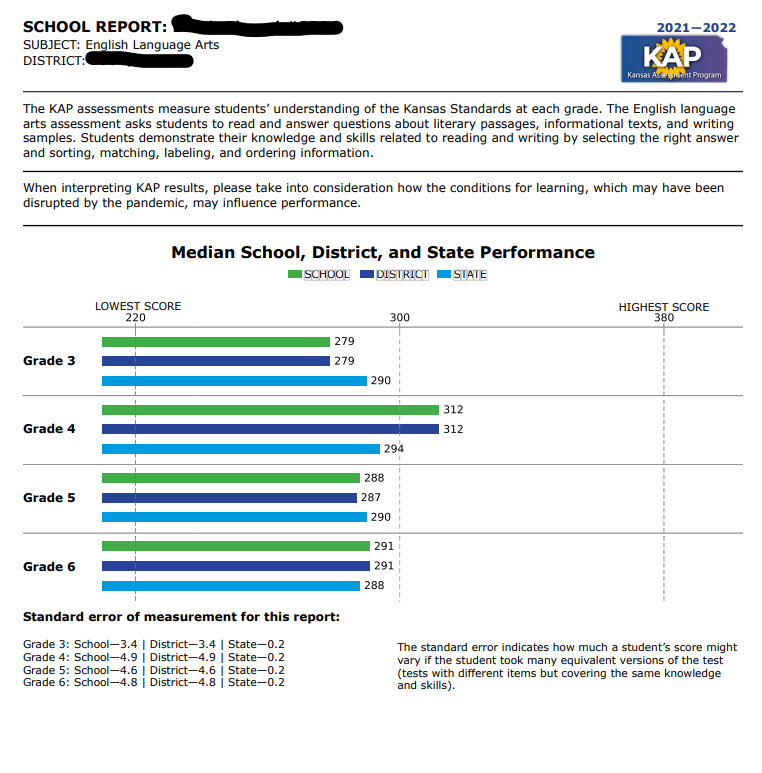 SCHOOL REPORT:
2021—2022
SUBJECT: English Language Arts
DISTRICT:
KAP
Kansas Assessment Program
The KAP assessments measure students’ understanding of the Kansas Standards at each grade. The English language
arts assessment asks students to read and answer questions about literary passages, informational texts, and writing
samples. Students demonstrate their knowledge and skills related to reading and writing by selecting the right answer
and sorting, matching, labeling, and ordering information.
When interpreting KAP results, please take into consideration how the conditions for learning, which may have been
disrupted by the pandemic, may influence performance.
Median School, District, and State Performance
SCHOOL DISTRICT STATE
LOWEST SCORE HIGHEST SCORE
220 300 380
279
Grade 3 279
290
312
Grade 4 312
294
288
Grade 5 287
290
291
Grade 6 291
288
Standard error of measurement for this report:
Grade 3: School—3.4 | District—3.4 | State—0.2
Grade 4: School—4.9 | District—4.9 | State—0.2
Grade 5: School—4.6 | District—4.6 | State—0.2
Grade 6: School—4.8 | District—4.8 | State—0.2
The standard error indicates how much a student’s score might
vary if the student took many equivalent versions of the test
(tests with different items but covering the same knowledge
and skills).